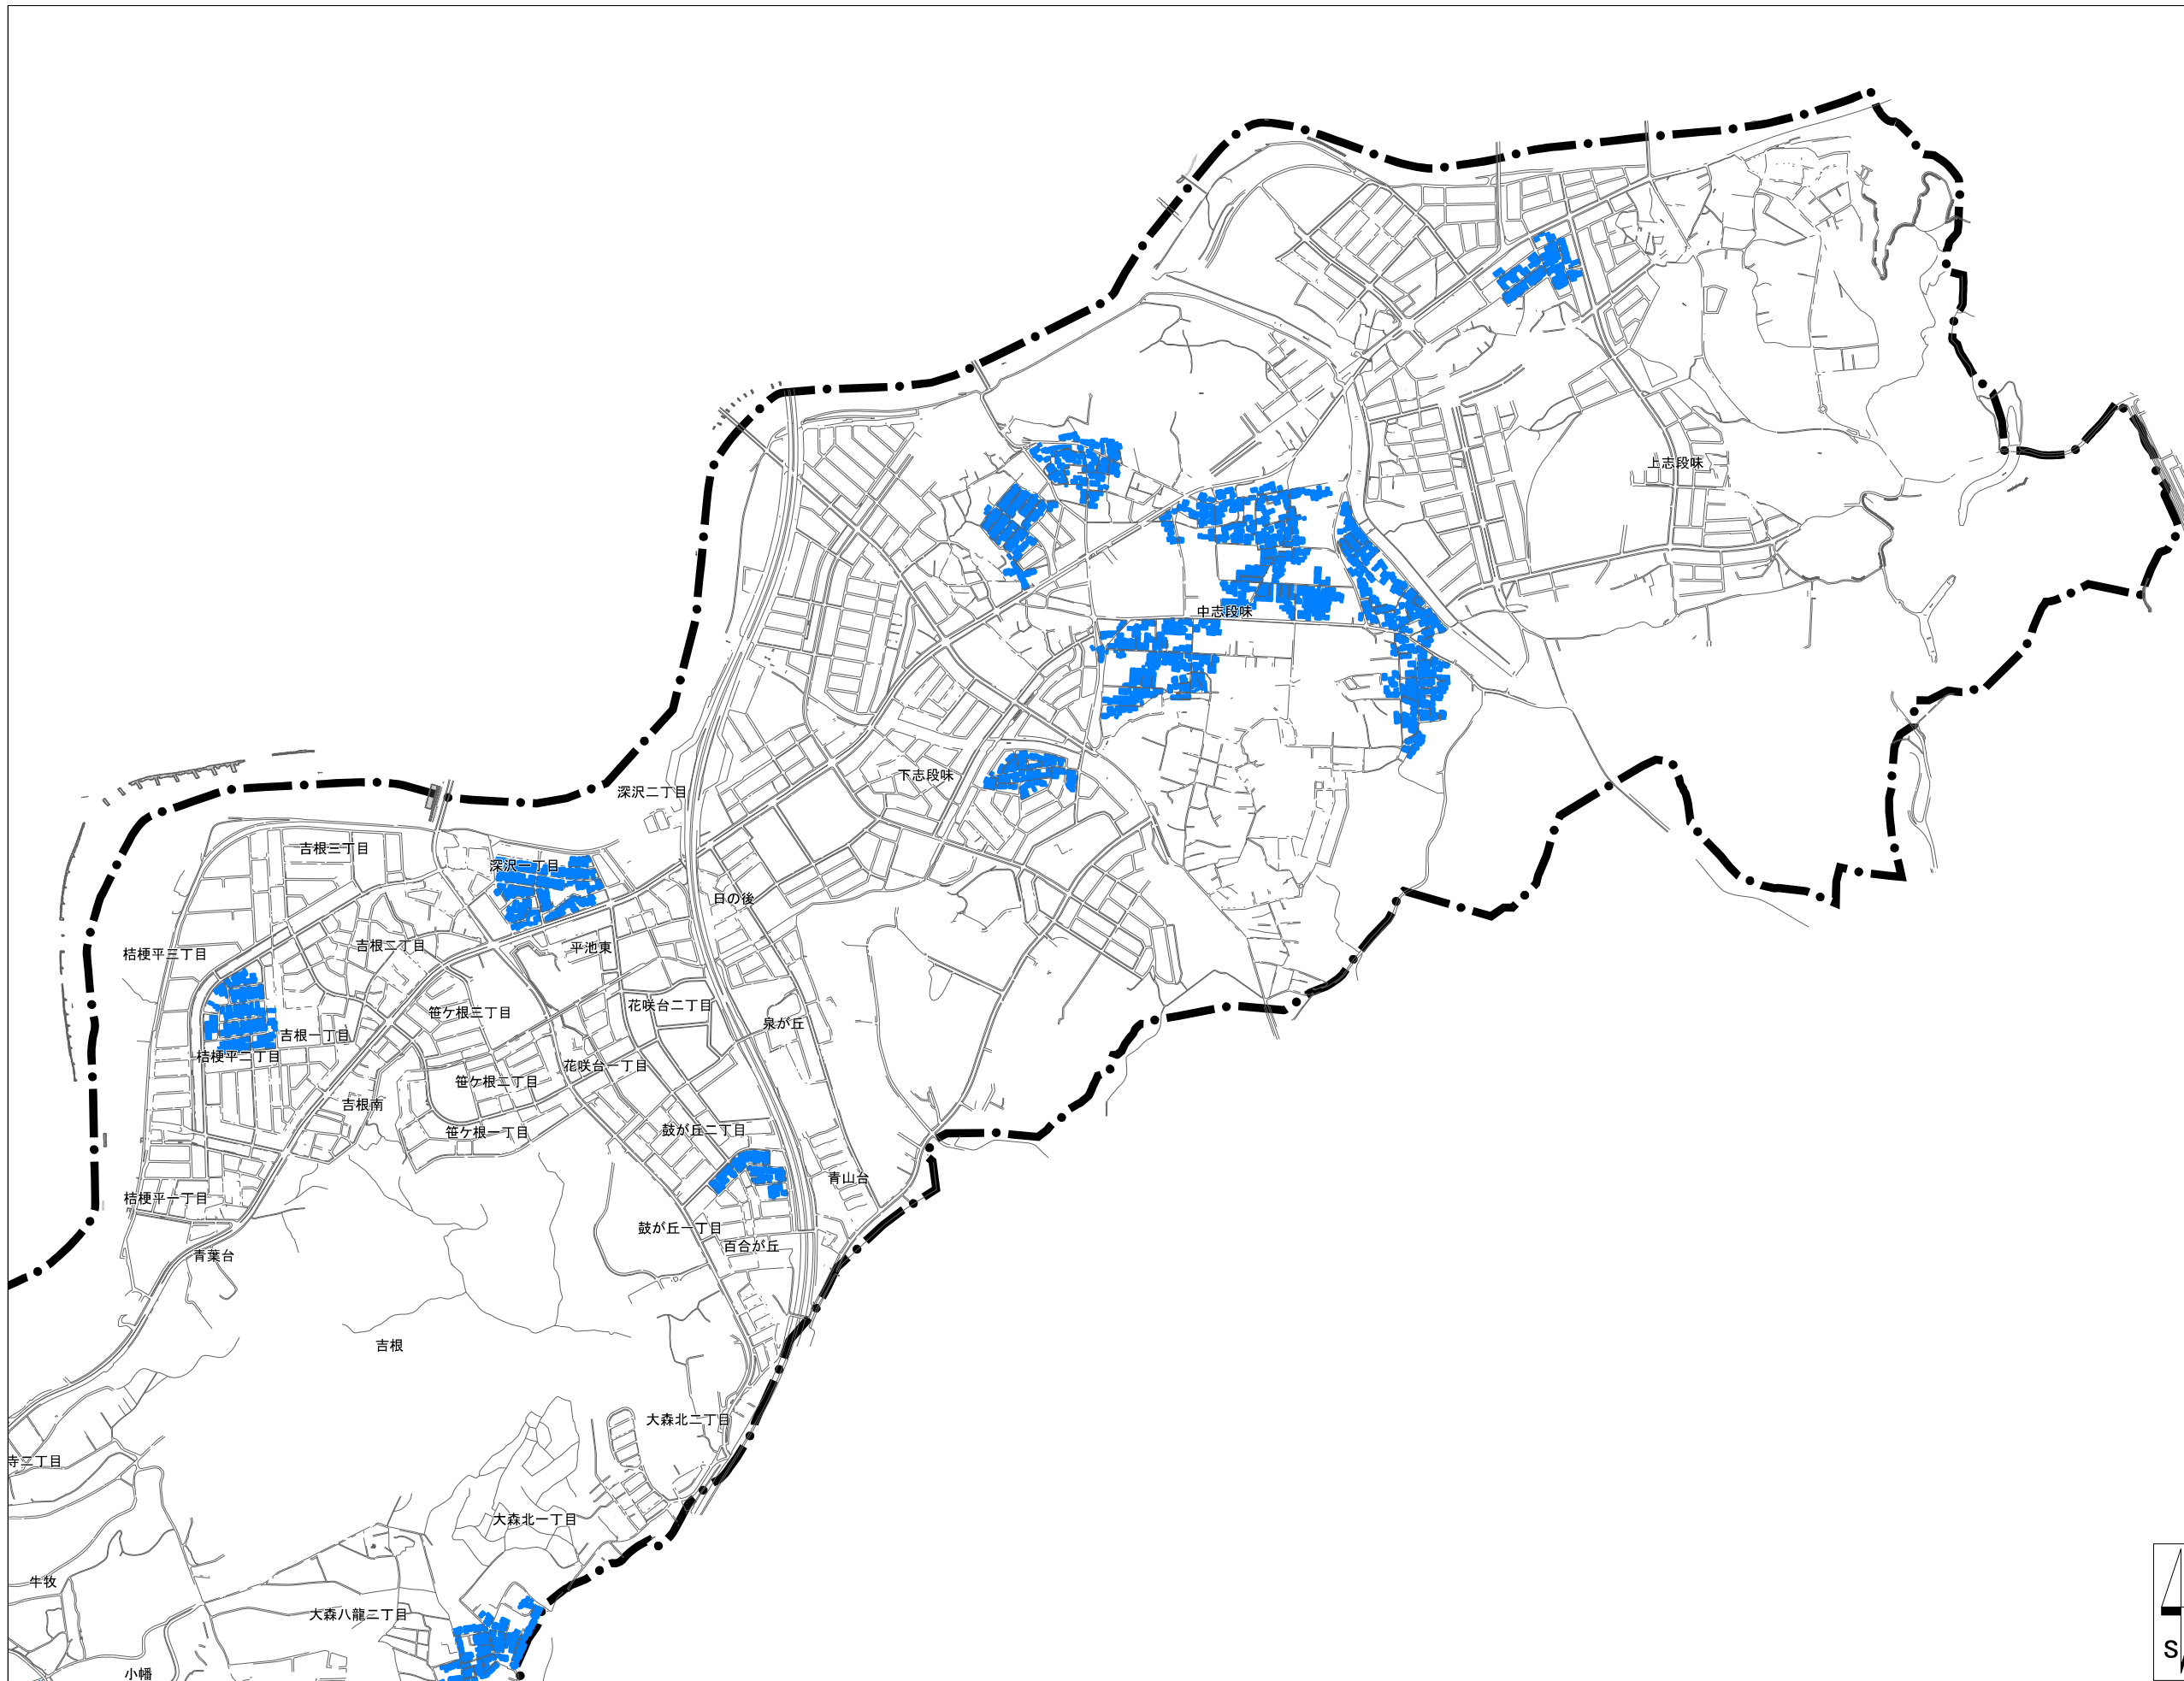 上志段味
中志段味
下志段味
深沢二丁目
吉根三丁目
深沢一丁目
日の後
吉根二丁目
平池東
桔梗平三丁目
花咲台二丁目
笹ケ根三丁目
泉が丘
吉根一丁目
桔梗平二丁目
花咲台一丁目
笹ケ根二丁目
吉根南
鼓が丘二丁目
笹ケ根一丁目
青山台
桔梗平一丁目
鼓が丘一丁目
百合が丘
青葉台
吉根
大森北二丁目
寺二丁目
大森北一丁目
牛牧
大森八龍二丁目
小幡
S